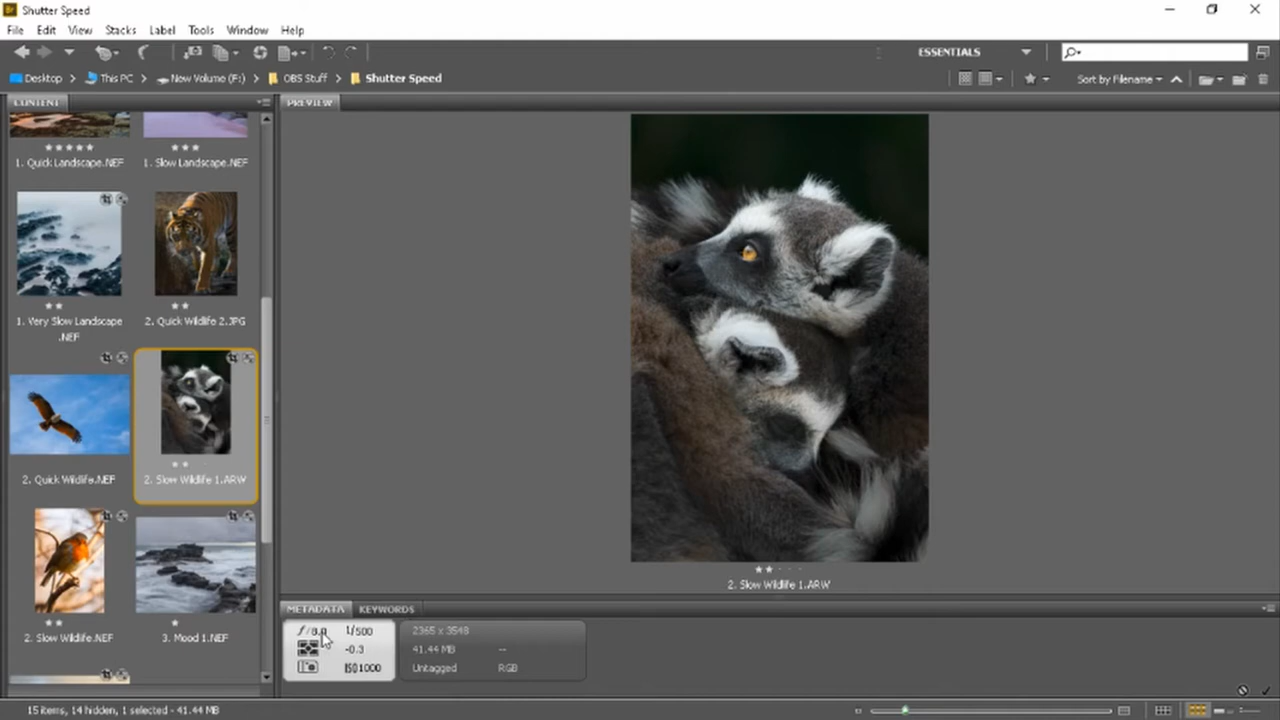 Br Shutter Speed
File Edit View Stacks Label Tools Window Help
ESSENTIALS
Desktop This PC New Volume (F:) OBS Stuff Shutter Speed
Sort by Filename
CONTENT
PREVIEW
1. Quick Landscape.NEF
1. Slow Landscape.NEF
1. Very Slow Landscape
.NEF
2. Quick Wildlife 2.JPG
2. Quick Wildlife.NEF
2. Slow Wildlife 1.ARW
2. Slow Wildlife.NEF
3. Mood 1.NEF
2. Slow Wildlife 1.ARW
METADATA KEYWORDS
1/500
-0.3
ISO1000
2365 x 3548
41.44 MB --
Untagged RGB
15 items, 14 hidden, 1 selected - 41.44 MB